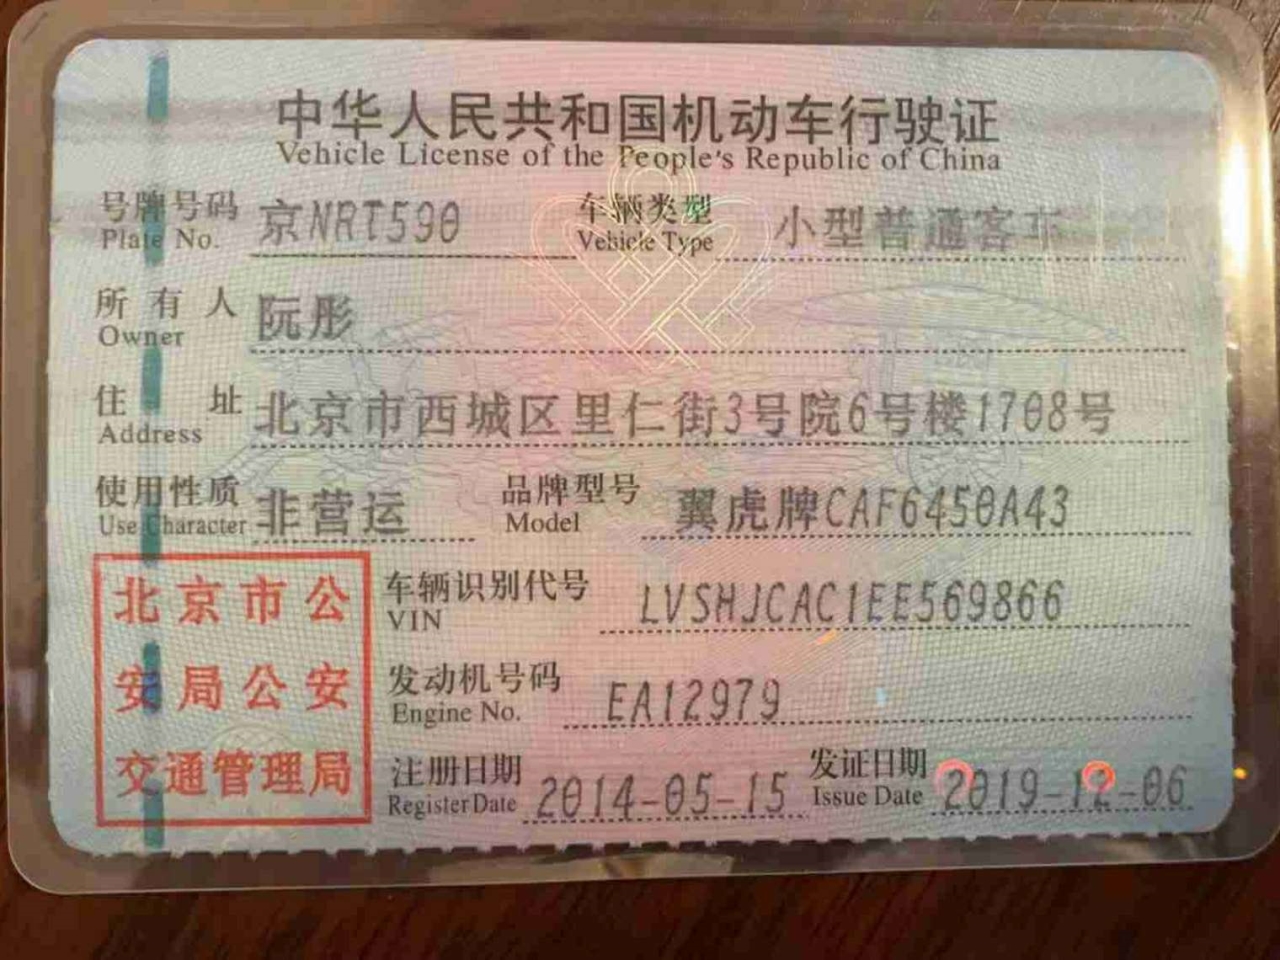 中华人民共和国机动车行驶证
Vehicle License of the People's Republic of China
号牌号码 京NRT590 车辆类型 小型普通客车
Plate No. Vehicle Type
所有人 阮彤
Owner
住址 北京市西城区里仁街3号院6号楼1708号
Address
使用性质 非营运 品牌型号 翼虎牌CAF6450A43
Use Character Model
北京市公
安局公安
交通管理局
车辆识别代号 LVSHJCAC1EE569866
VIN
发动机号码 EA12979
Engine No.
注册日期 2014-05-15 发证日期 2019-12-06
Register Date Issue Date